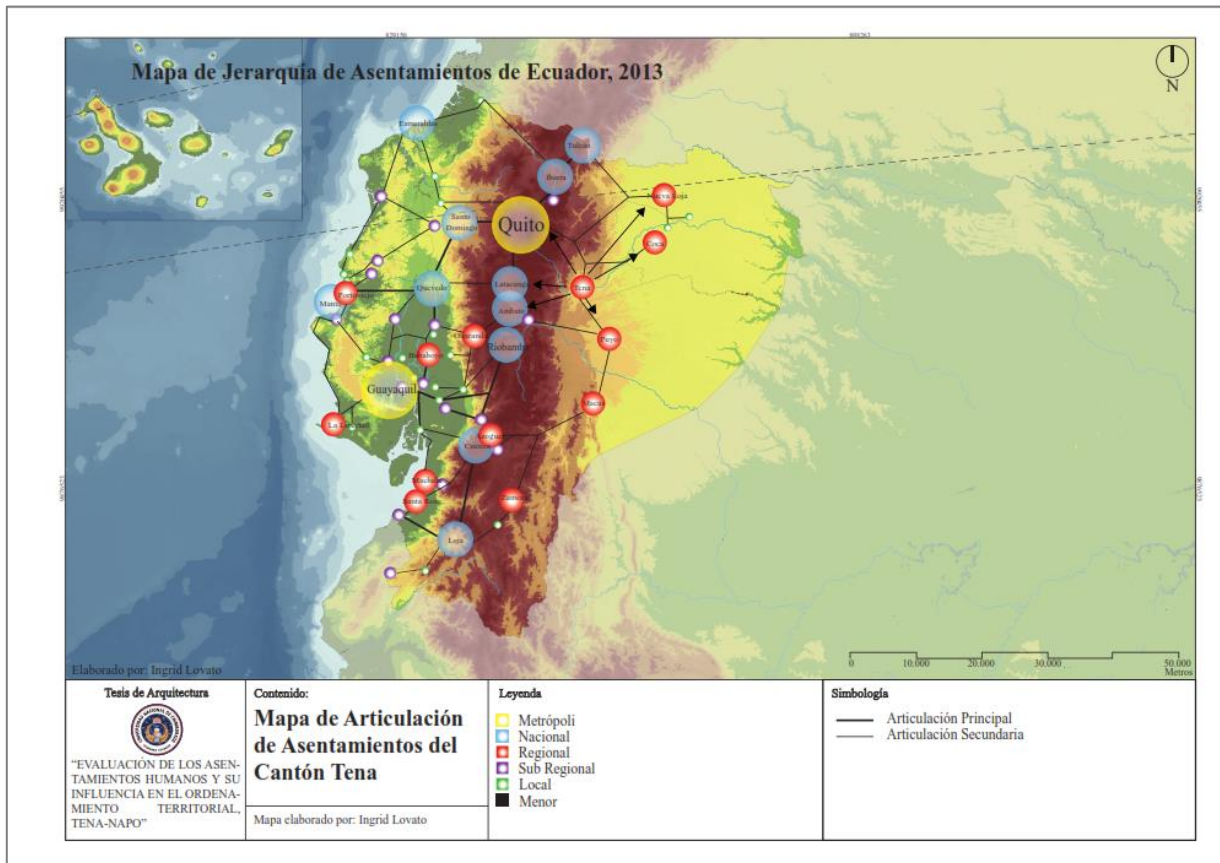 829156
888263
Mapa de Jerarquía de Asentamientos de Ecuador, 2013
N
Esmeraldas
Tulcán
Ibarra
Nueva Loja
Santo
Domingo
Quito
Coca
Latacunga
Tena
Quevedo
Manta
Portoviejo
Ambato
Guaranda
Riobamba
Puyo
Babahoyo
Guayaquil
Macas
La Libertad
Azogues
Cuenca
Machala
Santa Rosa
Zamora
Loja
Elaborado por: Ingrid Lovato
0
10.000
20.000
30.000
50.000
Metros
Tesis de Arquitectura
“EVALUACIÓN DE LOS ASEN-
TAMIENTOS HUMANOS Y SU
INFLUENCIA EN EL ORDENA-
MIENTO TERRITORIAL,
TENA-NAPO”
Contenido:
Mapa de Articulación
de Asentamientos del
Cantón Tena
Mapa elaborado por: Ingrid Lovato
Leyenda
Metrópoli
Nacional
Regional
Sub Regional
Local
Menor
Simbología
Articulación Principal
Articulación Secundaria